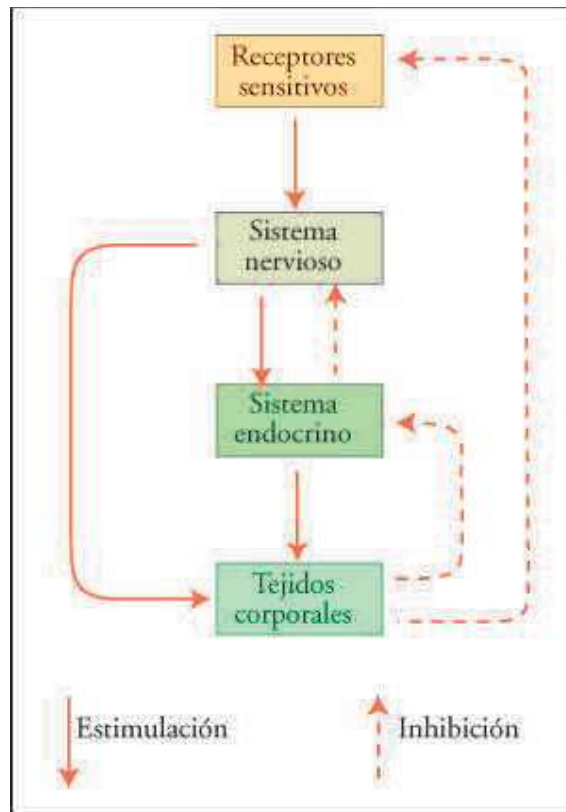 Receptores
sensitivos
Sistema
nervioso
Sistema
endocrino
Tejidos
corporales
Estimulación
Inhibición